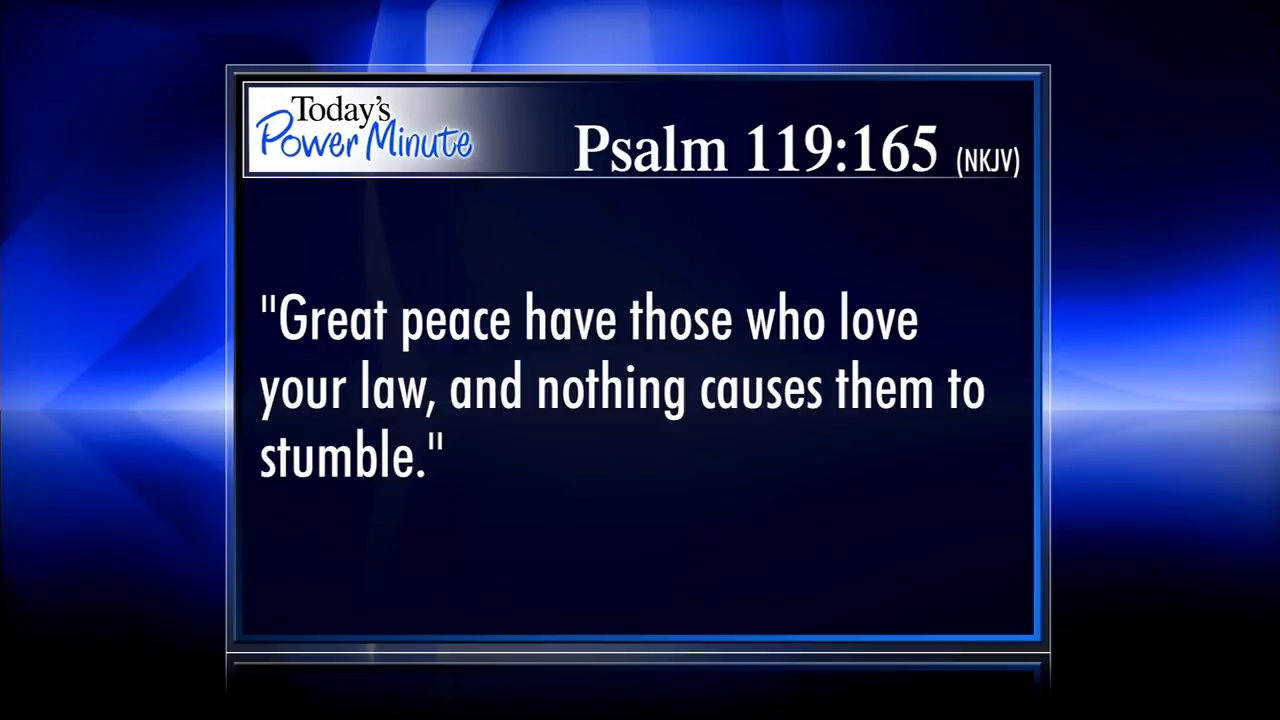 Today's
Power Minute
Psalm 119:165 (NKJV)
"Great peace have those who love
your law, and nothing causes them to
stumble."